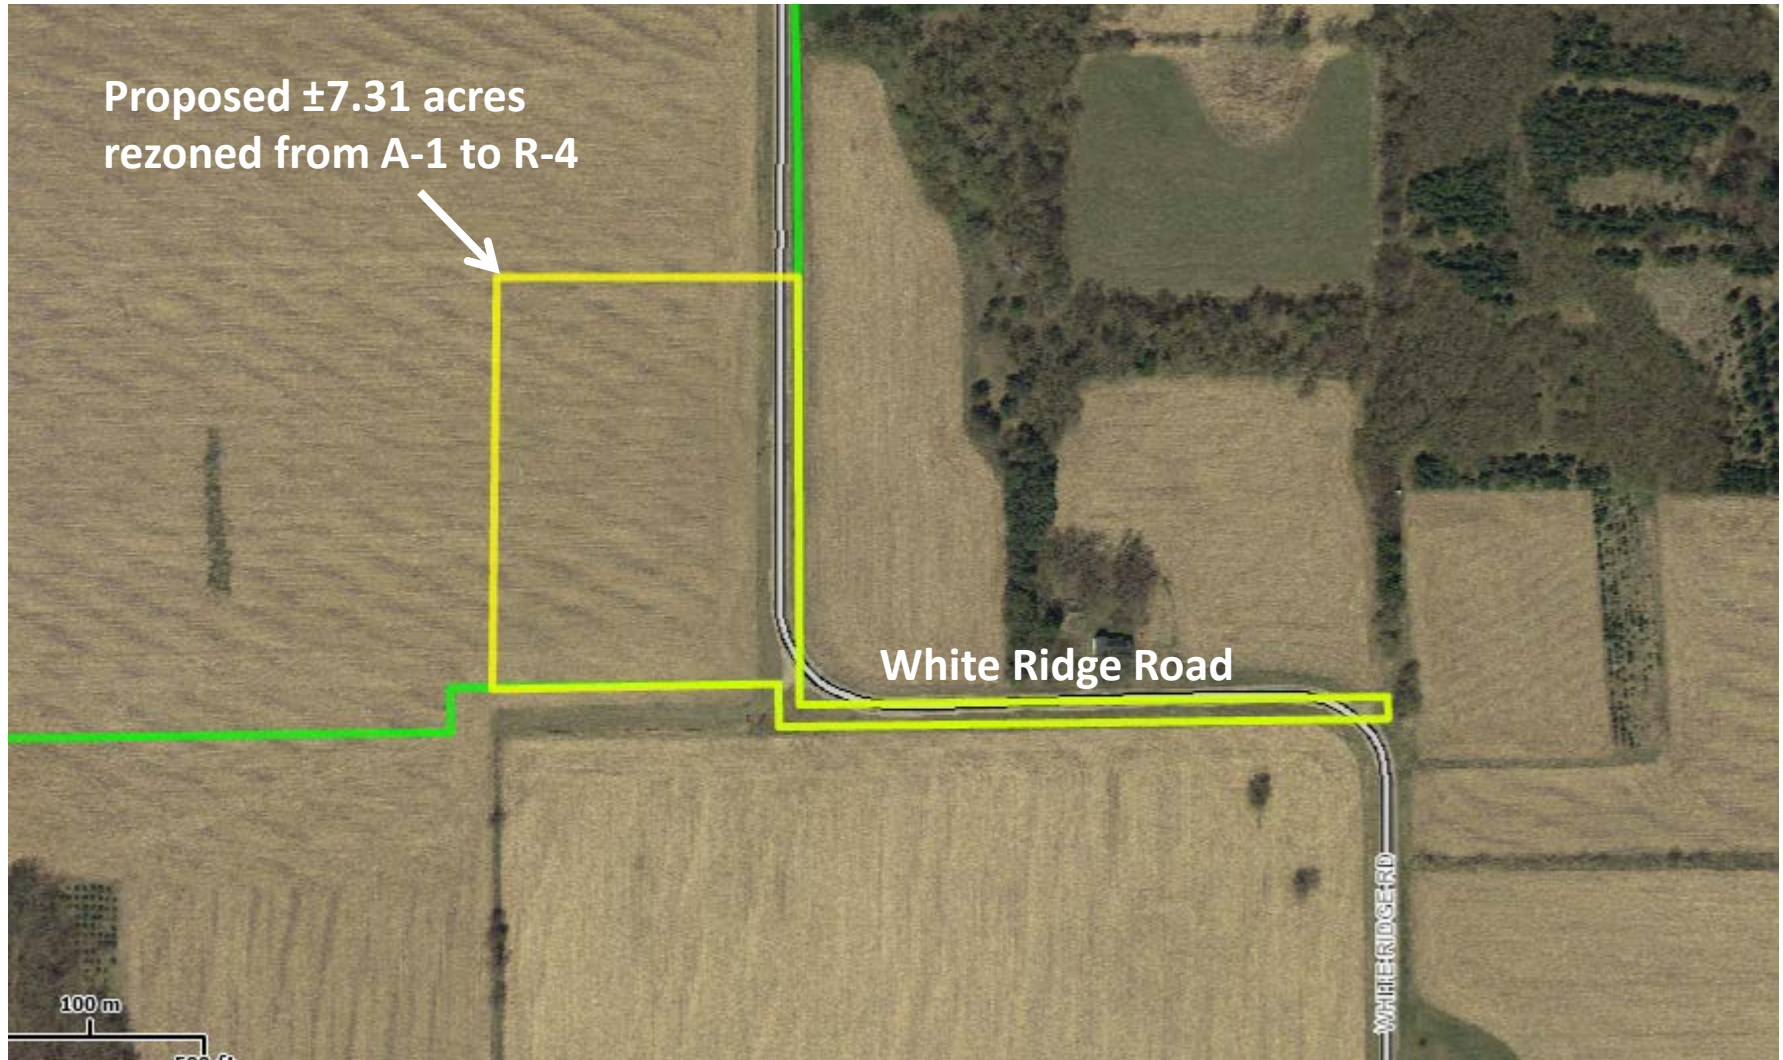 Proposed ±7.31 acres
rezoned from A-1 to R-4
White Ridge Road
WHITE RIDGE RD
100 m